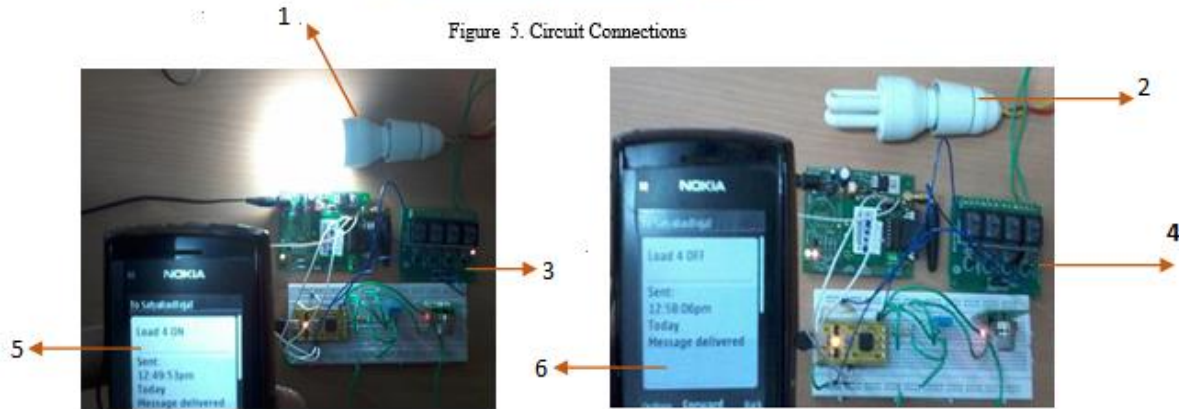 1
Figure 5. Circuit Connections
NOKIA
Load 4 ON
Sent:
12:49:53pm
Today
Message delivered
3
5
2
NOKIA
Load 4 OFF
Sent:
12:58:06pm
Today
Message delivered
Forward
4
6